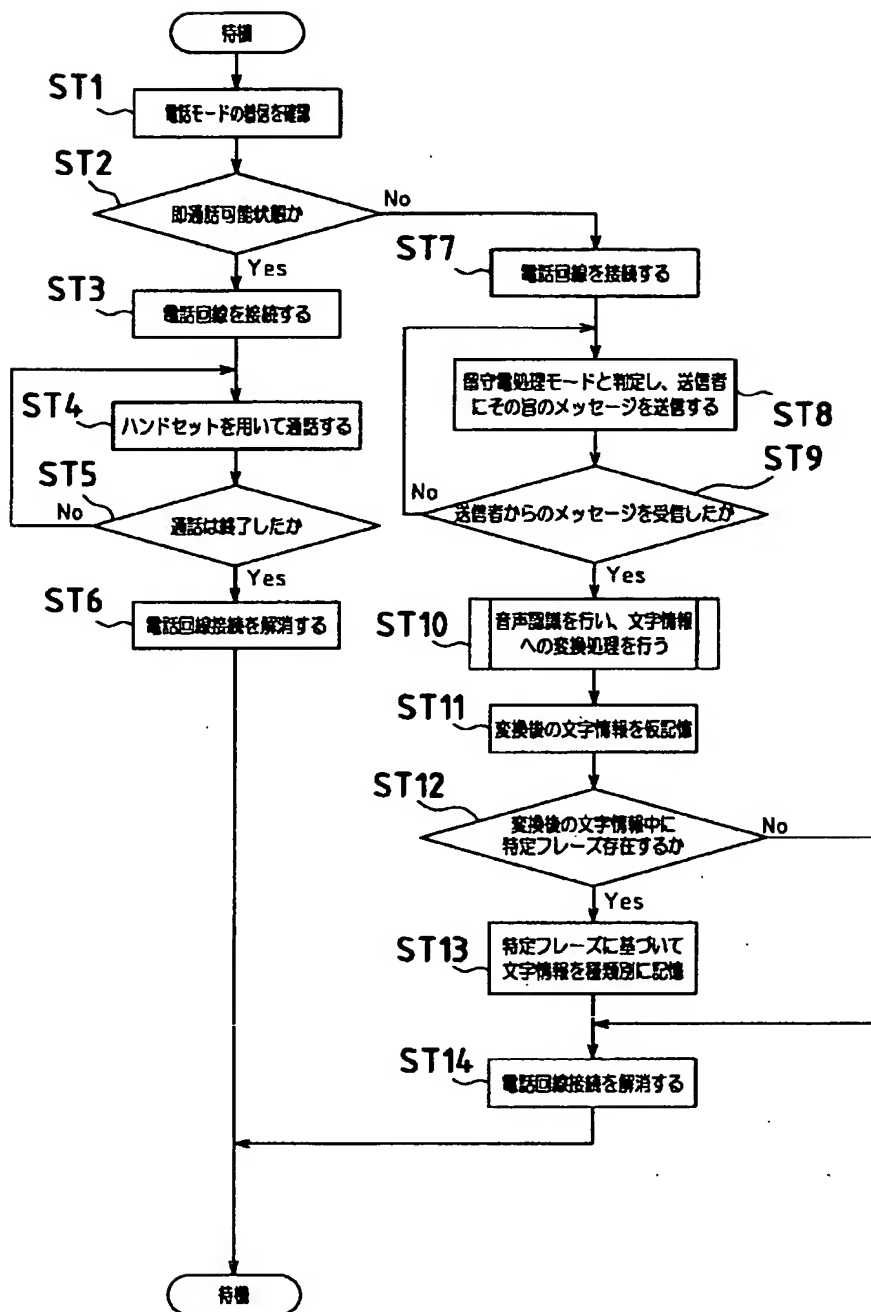 待機
ST1
電話モードの着信を確認
ST2
即通話可能状態か
No
Yes
ST3
電話回線を接続する
ST4
ハンドセットを用いて通話する
ST5
通話は終了したか
No
Yes
ST6
電話回線接続を解消する
ST7
電話回線を接続する
留守電処理モードと判定し、送信者
にその旨のメッセージを送信する
ST8
ST9
送信者からのメッセージを受信したか
No
Yes
ST10
音声認識を行い、文字情報
への変換処理を行う
ST11
変換後の文字情報を仮記憶
ST12
変換後の文字情報中に
特定フレーズ存在するか
No
Yes
ST13
特定フレーズに基づいて
文字情報を種類別に記憶
ST14
電話回線接続を解消する
待機